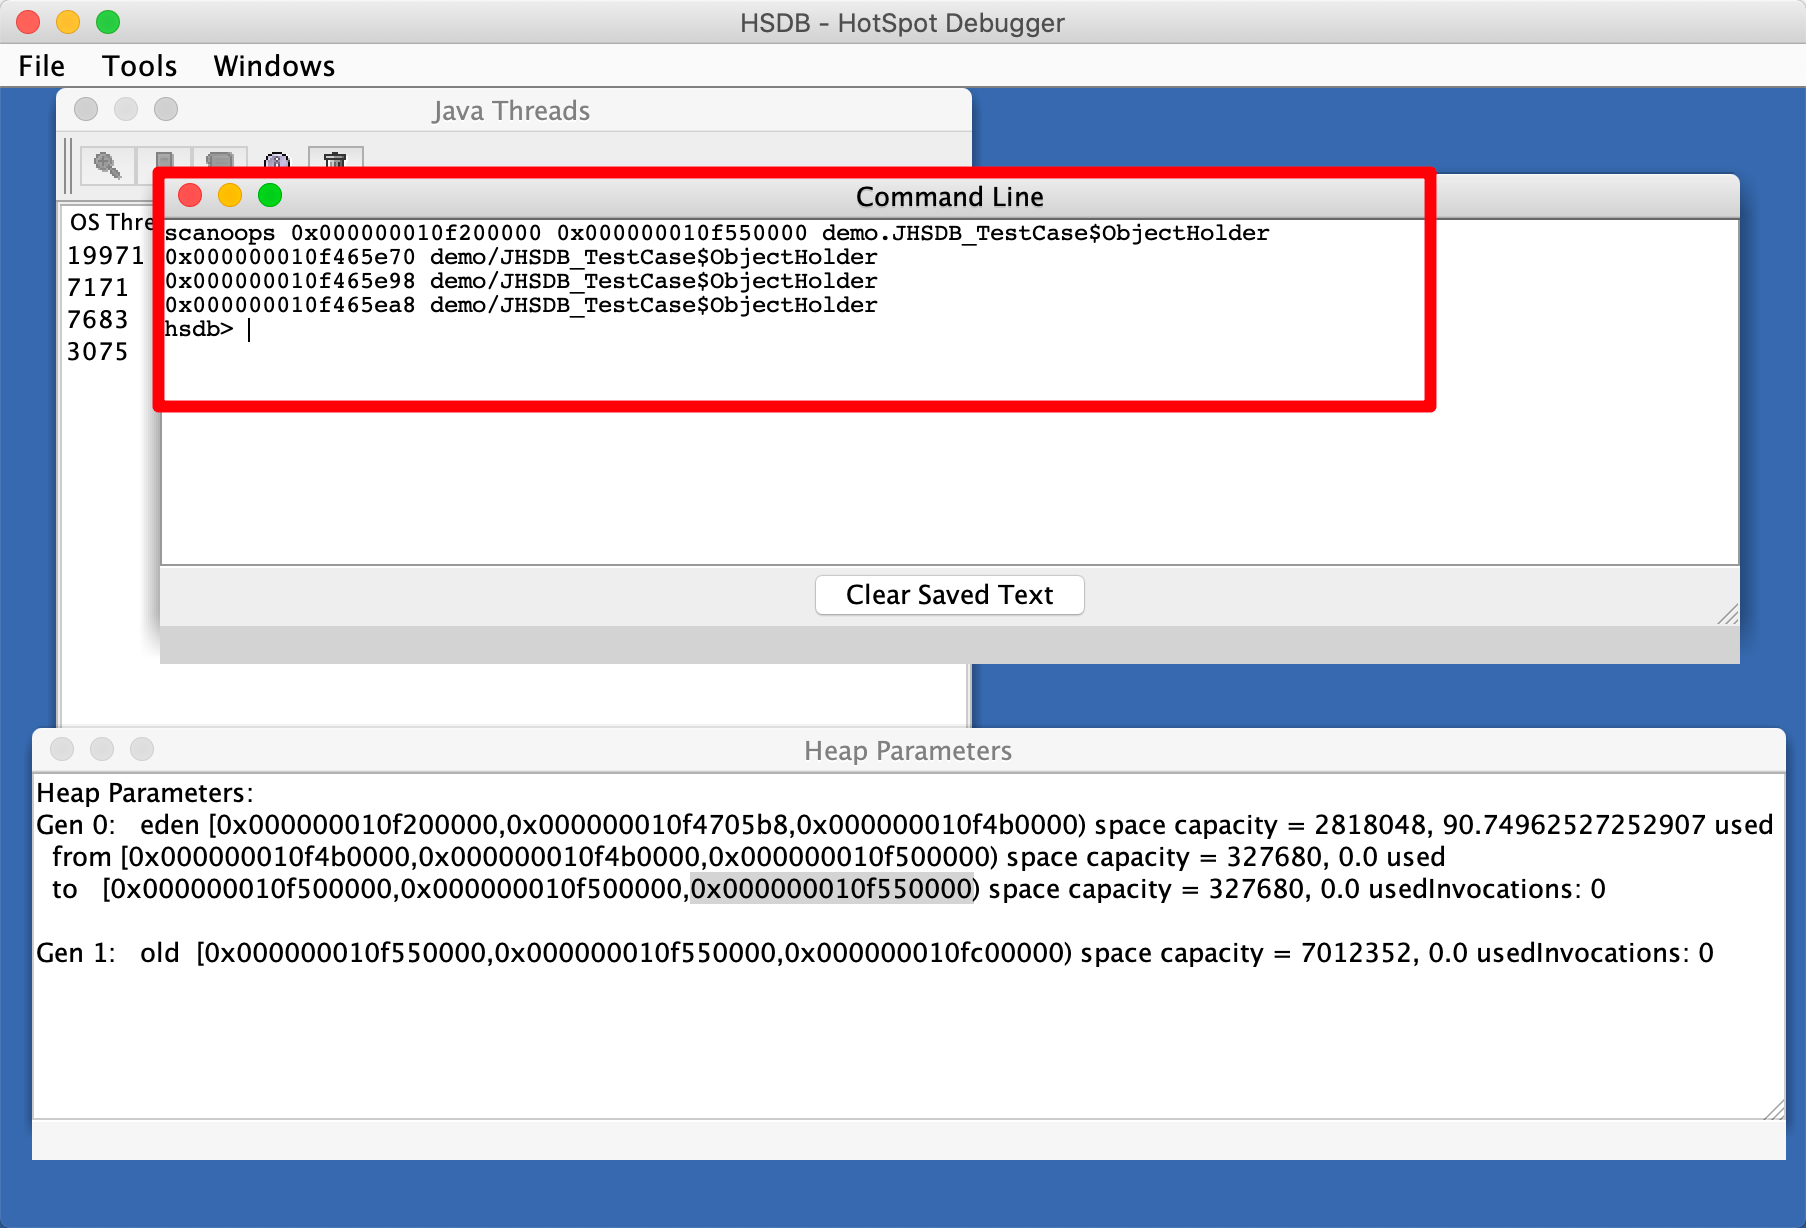 HSDB - HotSpot Debugger
File Tools Windows
Java Threads
OS Thre
19971
7171
7683
3075
Command Line
scanoops 0x000000010f200000 0x000000010f550000 demo.JHSDB_TestCase$ObjectHolder
0x000000010f465e70 demo/JHSDB_TestCase$ObjectHolder
0x000000010f465e98 demo/JHSDB_TestCase$ObjectHolder
0x000000010f465ea8 demo/JHSDB_TestCase$ObjectHolder
hsdb>
Clear Saved Text
Heap Parameters
Heap Parameters:
Gen 0: eden [0x000000010f200000,0x000000010f4705b8,0x000000010f4b0000) space capacity = 2818048, 90.74962527252907 used
from [0x000000010f4b0000,0x000000010f4b0000,0x000000010f500000) space capacity = 327680, 0.0 used
to [0x000000010f500000,0x000000010f500000,0x000000010f550000) space capacity = 327680, 0.0 usedInvocations: 0
Gen 1: old [0x000000010f550000,0x000000010f550000,0x000000010fc00000) space capacity = 7012352, 0.0 usedInvocations: 0